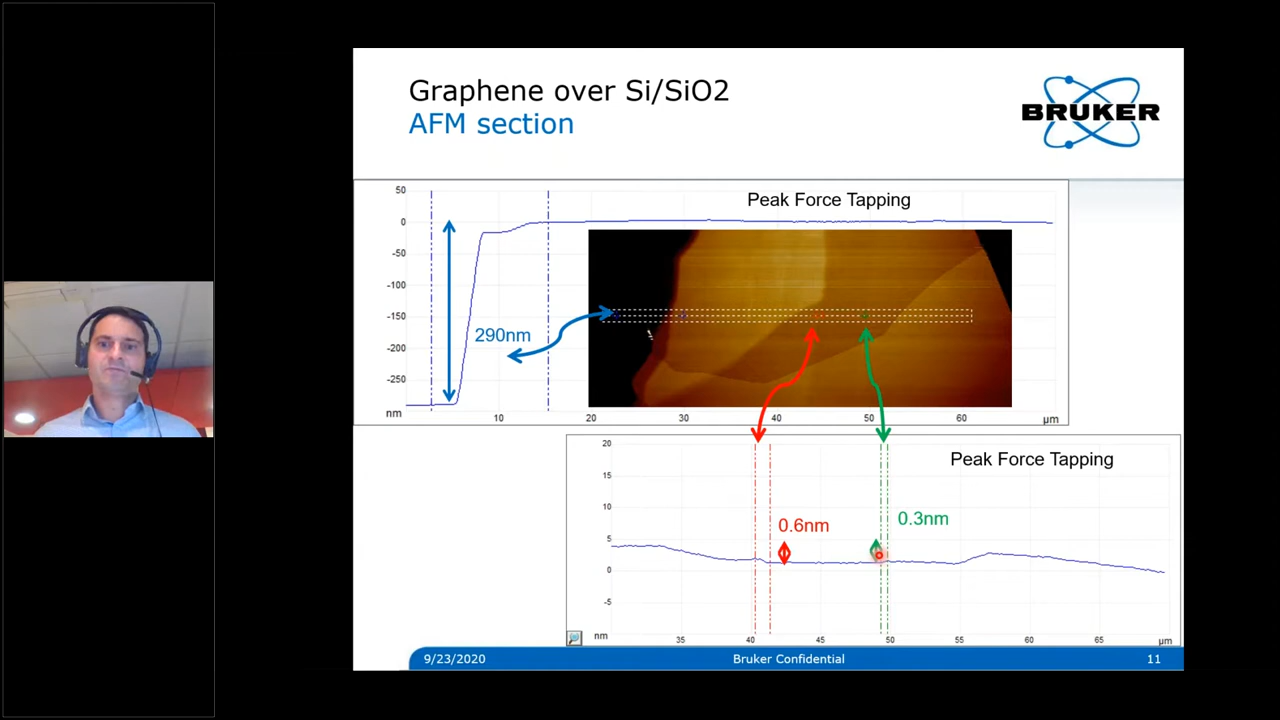 Graphene over Si/SiO2
AFM section
BRUKER
Peak Force Tapping
50
0
-50
-100
-150
-200
-250
nm
290nm
10
20
30
40
50
60
µm
Peak Force Tapping
20
15
10
5
0
-5
nm
0.6nm
0.3nm
35
40
45
50
55
60
65
µm
9/23/2020
Bruker Confidential
11